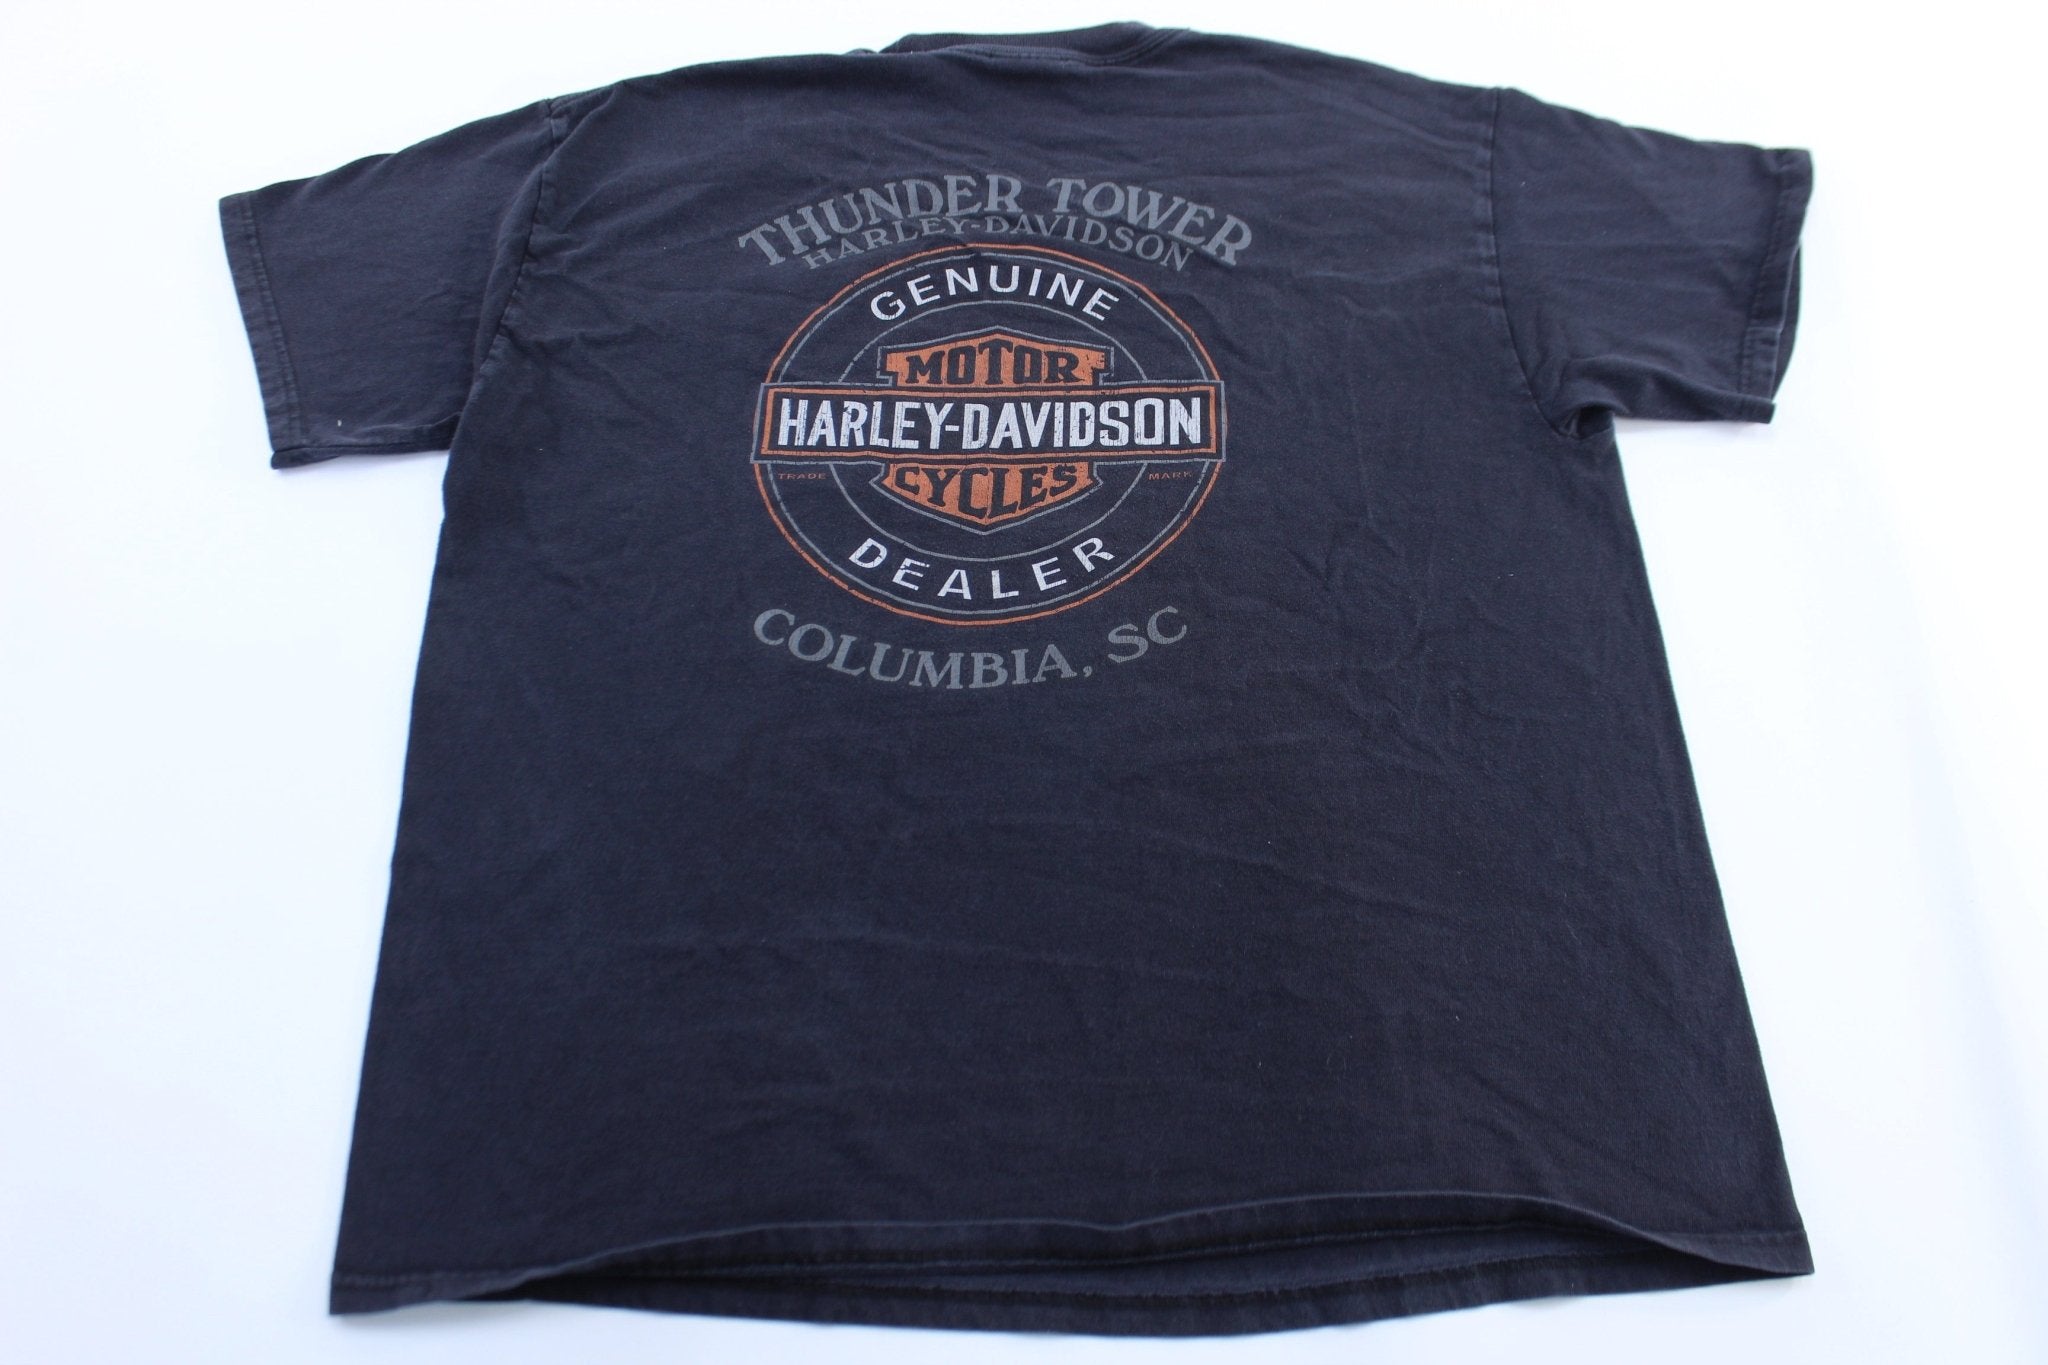 THUNDER TOWER
HARLEY-DAVIDSON
GENUINE
MOTOR
HARLEY-DAVIDSON
TRADE MARK
CYCLES
DEALER
COLUMBIA, SC